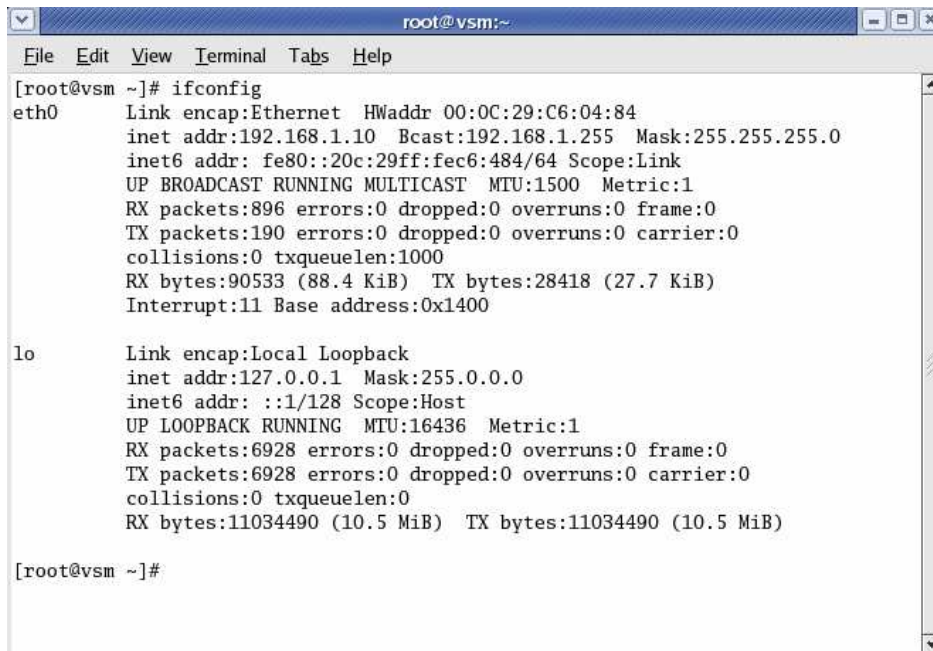 root@vsm:~
File Edit View Terminal Tabs Help
[root@vsm ~]# ifconfig
eth0      Link encap:Ethernet  HWaddr 00:0C:29:C6:04:84
          inet addr:192.168.1.10  Bcast:192.168.1.255  Mask:255.255.255.0
          inet6 addr: fe80::20c:29ff:fec6:484/64 Scope:Link
          UP BROADCAST RUNNING MULTICAST  MTU:1500  Metric:1
          RX packets:896 errors:0 dropped:0 overruns:0 frame:0
          TX packets:190 errors:0 dropped:0 overruns:0 carrier:0
          collisions:0 txqueuelen:1000
          RX bytes:90533 (88.4 KiB)  TX bytes:28418 (27.7 KiB)
          Interrupt:11 Base address:0x1400
lo        Link encap:Local Loopback
          inet addr:127.0.0.1  Mask:255.0.0.0
          inet6 addr: ::1/128 Scope:Host
          UP LOOPBACK RUNNING  MTU:16436  Metric:1
          RX packets:6928 errors:0 dropped:0 overruns:0 frame:0
          TX packets:6928 errors:0 dropped:0 overruns:0 carrier:0
          collisions:0 txqueuelen:0
          RX bytes:11034490 (10.5 MiB)  TX bytes:11034490 (10.5 MiB)
[root@vsm ~]#